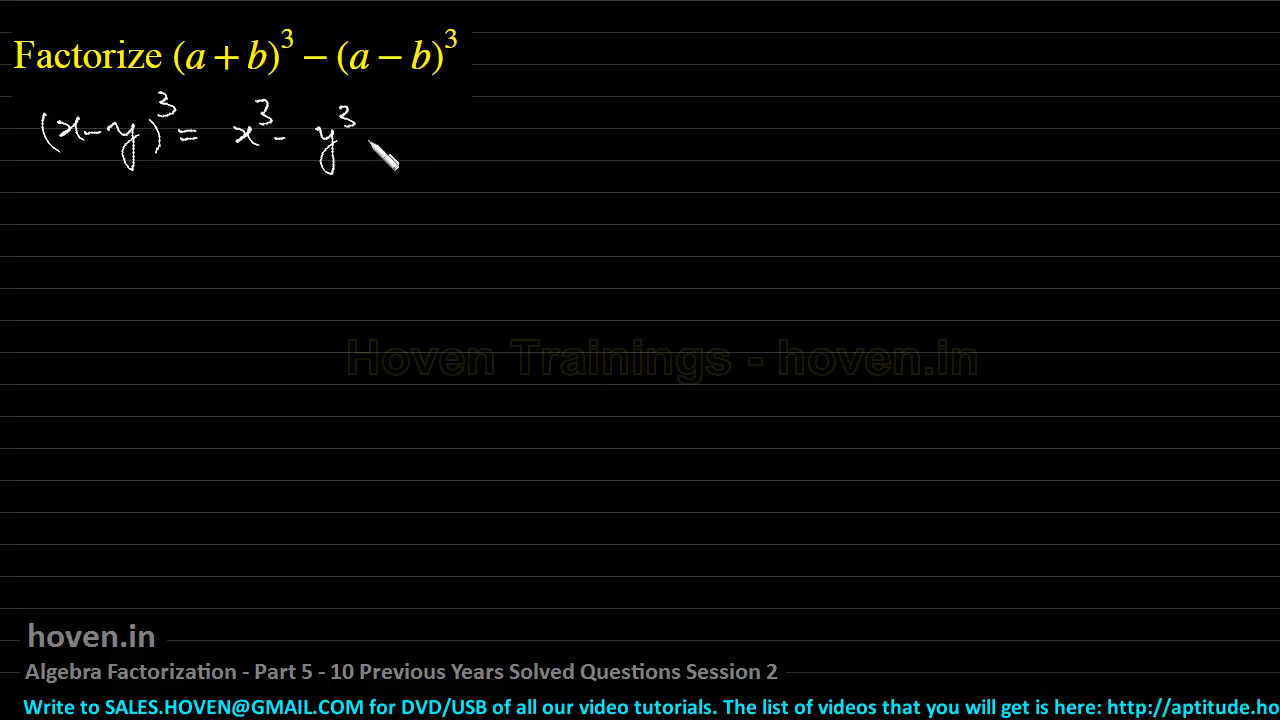 Factorize (a + b)³ − (a − b)³
(x − y)³ = x³ − y³
Hoven Trainings - hoven.in
hoven.in
Algebra Factorization - Part 5 - 10 Previous Years Solved Questions Session 2
Write to SALES.HOVEN@GMAIL.COM for DVD/USB of all our video tutorials. The list of videos that you will get is here: http://aptitude.ho